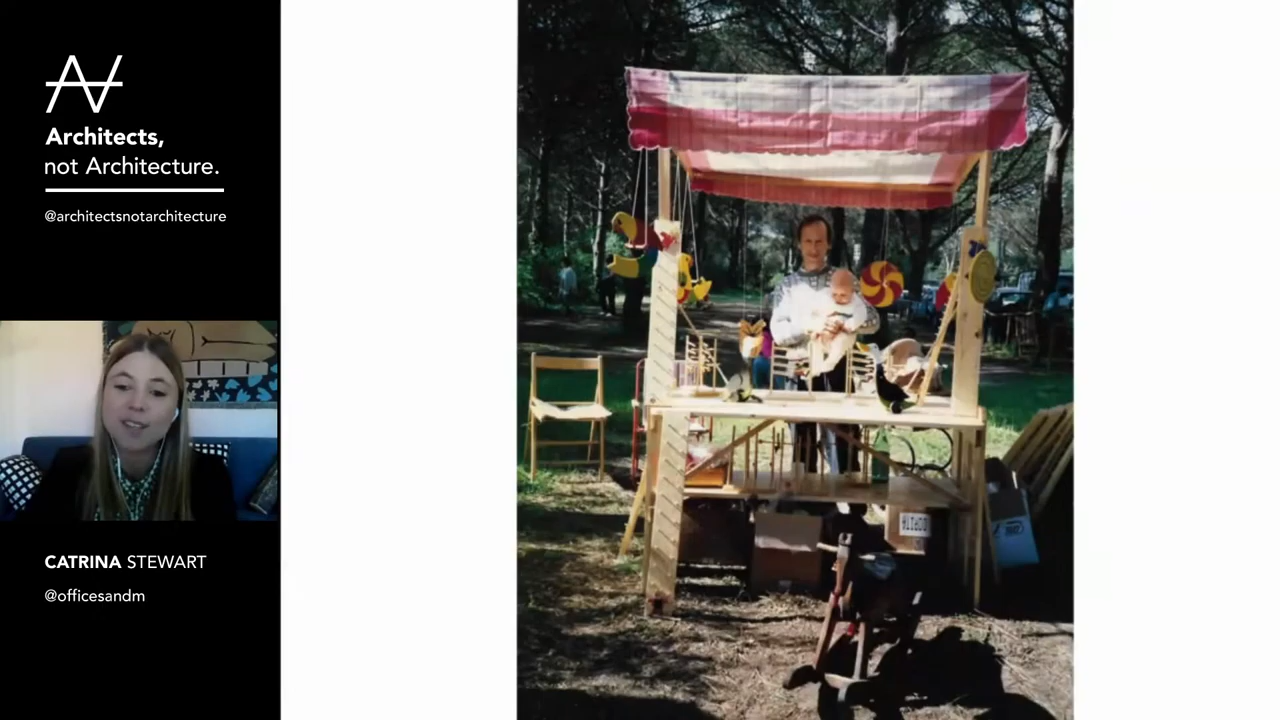 Architects,
not Architecture.
@architectsnotarchitecture
CATRINA STEWART
@officesandm